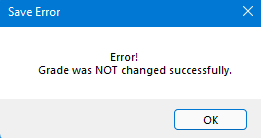 Save Error
Error!
Grade was NOT changed successfully.
OK